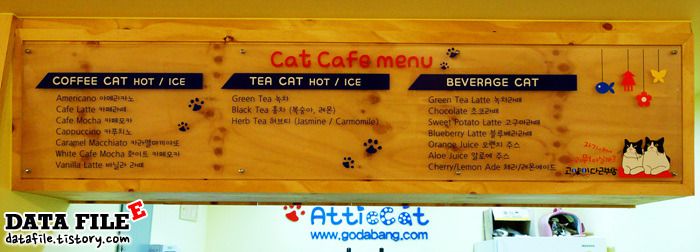 Cat Cafe menu
COFFEE CAT HOT / ICE
Americano 아메리카노
Cafe Latte 카페라떼
Cafe Mocha 카페모카
Cappuccino 카푸치노
Caramel Macchiato 카라멜마끼아또
White Cafe Mocha 화이트 카페모카
Vanilla Latte 바닐라 라떼
TEA CAT HOT / ICE
Green Tea 녹차
Black Tea 홍차 (복숭아, 레몬)
Herb Tea 허브티 (Jasmine / Carmomile)
BEVERAGE CAT
Green Tea Latte 녹차라떼
Chocolate 초코라떼
Sweet Potato Latte 고구마라떼
Blueberry Latte 블루베리라떼
Orange Juice 오렌지 주스
Aloe Juice 알로에 주스
Cherry/Lemon Ade 체리/레몬에이드
고양이다락방
AtticCat
www.godabang.com
DATA FILE
datafile.tistory.com